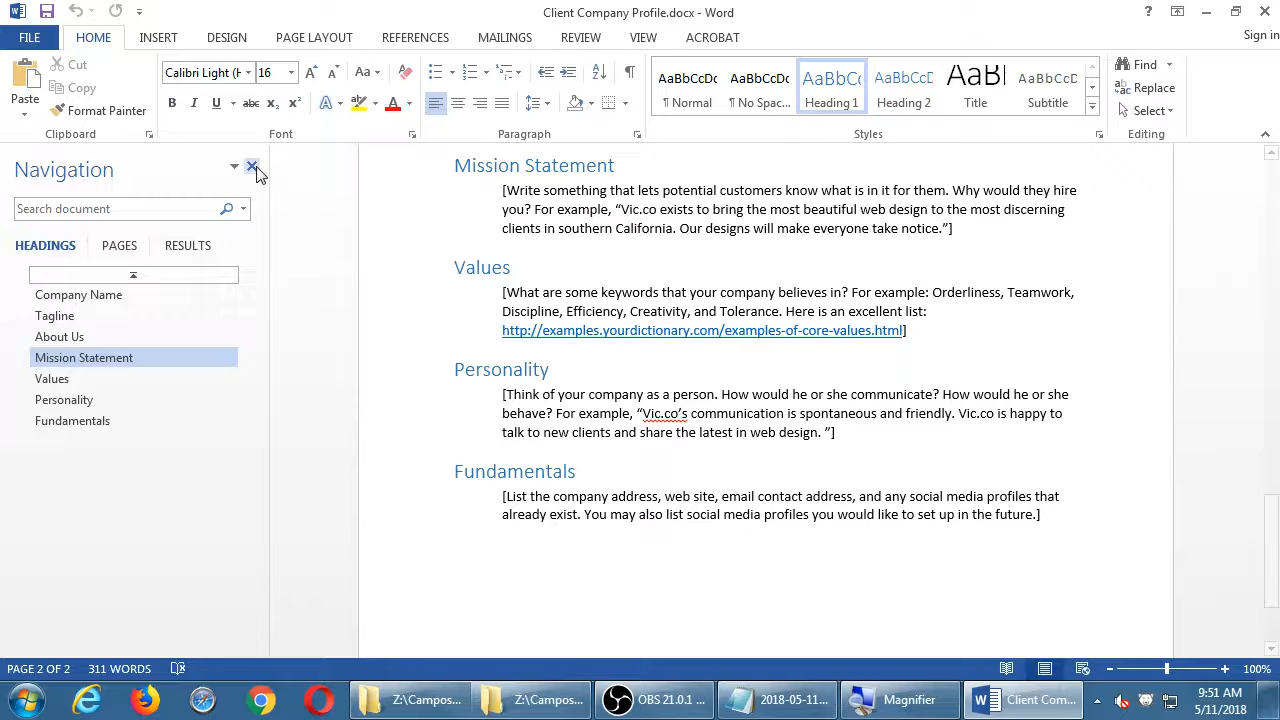 Client Company Profile.docx - Word
FILE HOME INSERT DESIGN PAGE LAYOUT REFERENCES MAILINGS REVIEW VIEW ACROBAT Sign in
Paste
Cut
Copy
Format Painter
Calibri Light (H 16
B I U abc x₂ x² A A
AaBbCcDc AaBbCcDc AaBbCc AaBbCcD AaB AaBbCcD
¶ Normal ¶ No Spac... Heading 1 Heading 2 Title Subtitle
Find
Replace
Select
Clipboard Font Paragraph Styles Editing
Navigation
Search document
HEADINGS PAGES RESULTS
Company Name
Tagline
About Us
Mission Statement
Values
Personality
Fundamentals
Mission Statement
[Write something that lets potential customers know what is in it for them. Why would they hire
you? For example, “Vic.co exists to bring the most beautiful web design to the most discerning
clients in southern California. Our designs will make everyone take notice.”]
Values
[What are some keywords that your company believes in? For example: Orderliness, Teamwork,
Discipline, Efficiency, Creativity, and Tolerance. Here is an excellent list:
http://examples.yourdictionary.com/examples-of-core-values.html]
Personality
[Think of your company as a person. How would he or she communicate? How would he or she
behave? For example, “Vic.co’s communication is spontaneous and friendly. Vic.co is happy to
talk to new clients and share the latest in web design. ”]
Fundamentals
[List the company address, web site, email contact address, and any social media profiles that
already exist. You may also list social media profiles you would like to set up in the future.]
PAGE 2 OF 2 311 WORDS 100%
Z:\Campos... Z:\Campos... OBS 21.0.1 ... 2018-05-11... Magnifier Client Com...
9:51 AM
5/11/2018